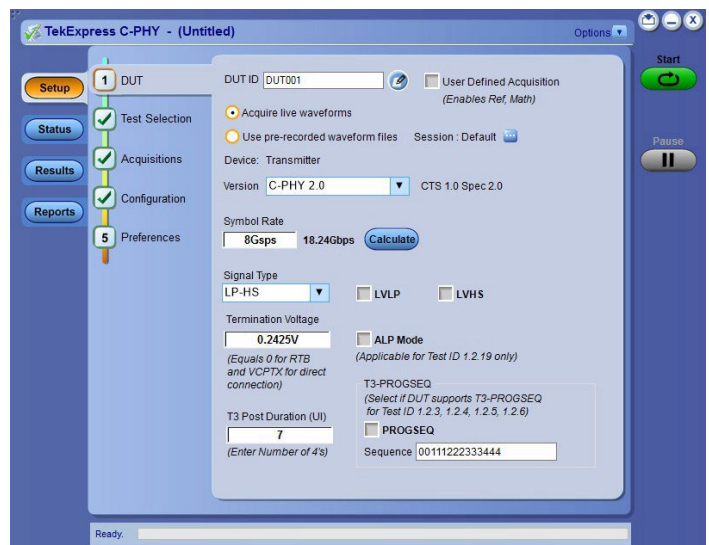 TekExpress C-PHY - (Untitled)
Options
Start
Pause
Setup
Status
Results
Reports
1 DUT
Test Selection
Acquisitions
Configuration
5 Preferences
DUT ID DUT001
User Defined Acquisition
(Enables Ref, Math)
Acquire live waveforms
Use pre-recorded waveform files Session : Default
Device: Transmitter
Version C-PHY 2.0 CTS 1.0 Spec 2.0
Symbol Rate
8Gsps 18.24Gbps Calculate
Signal Type
LP-HS LVLP LVHS
Termination Voltage
0.2425V ALP Mode
(Applicable for Test ID 1.2.19 only)
(Equals 0 for RTB
and VCPTX for direct
connection)
T3-PROGSEQ
(Select if DUT supports T3-PROGSEQ
for Test ID 1.2.3, 1.2.4, 1.2.5, 1.2.6)
T3 Post Duration (UI)
7
(Enter Number of 4's)
PROGSEQ
Sequence 00111222333444
Ready.